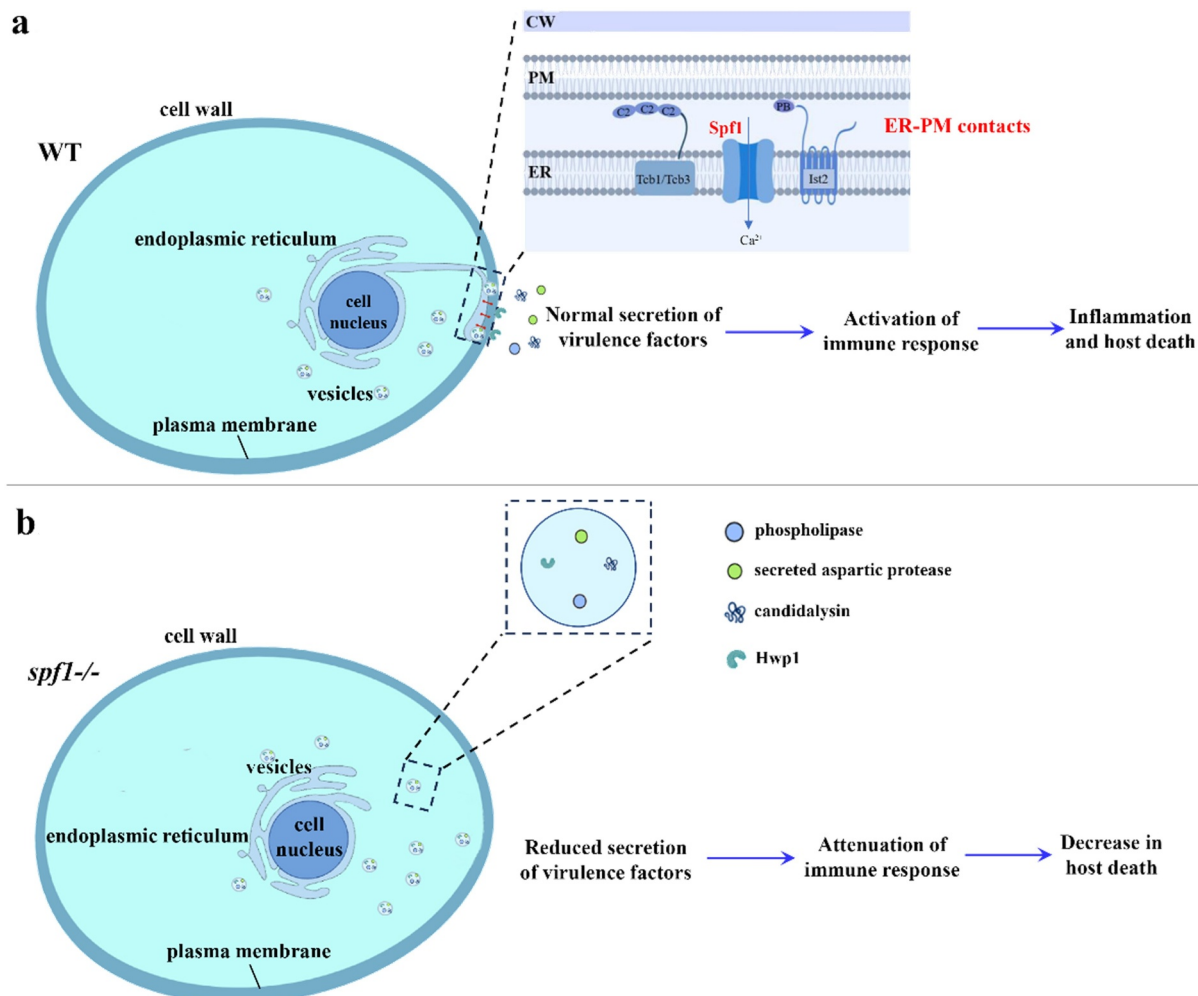 a
WT
cell wall
endoplasmic reticulum
cell
nucleus
vesicles
plasma membrane
CW
PM
C2
C2
C2
PB
Spf1
ER-PM contacts
ER
Tcb1/Tcb3
Ist2
Ca²⁺
Normal secretion of
virulence factors
Activation of
immune response
Inflammation
and host death
b
spf1-/-
cell wall
vesicles
endoplasmic reticulum
cell
nucleus
plasma membrane
phospholipase
secreted aspartic protease
candidalysin
Hwp1
Reduced secretion
of virulence factors
Attenuation of
immune response
Decrease in
host death